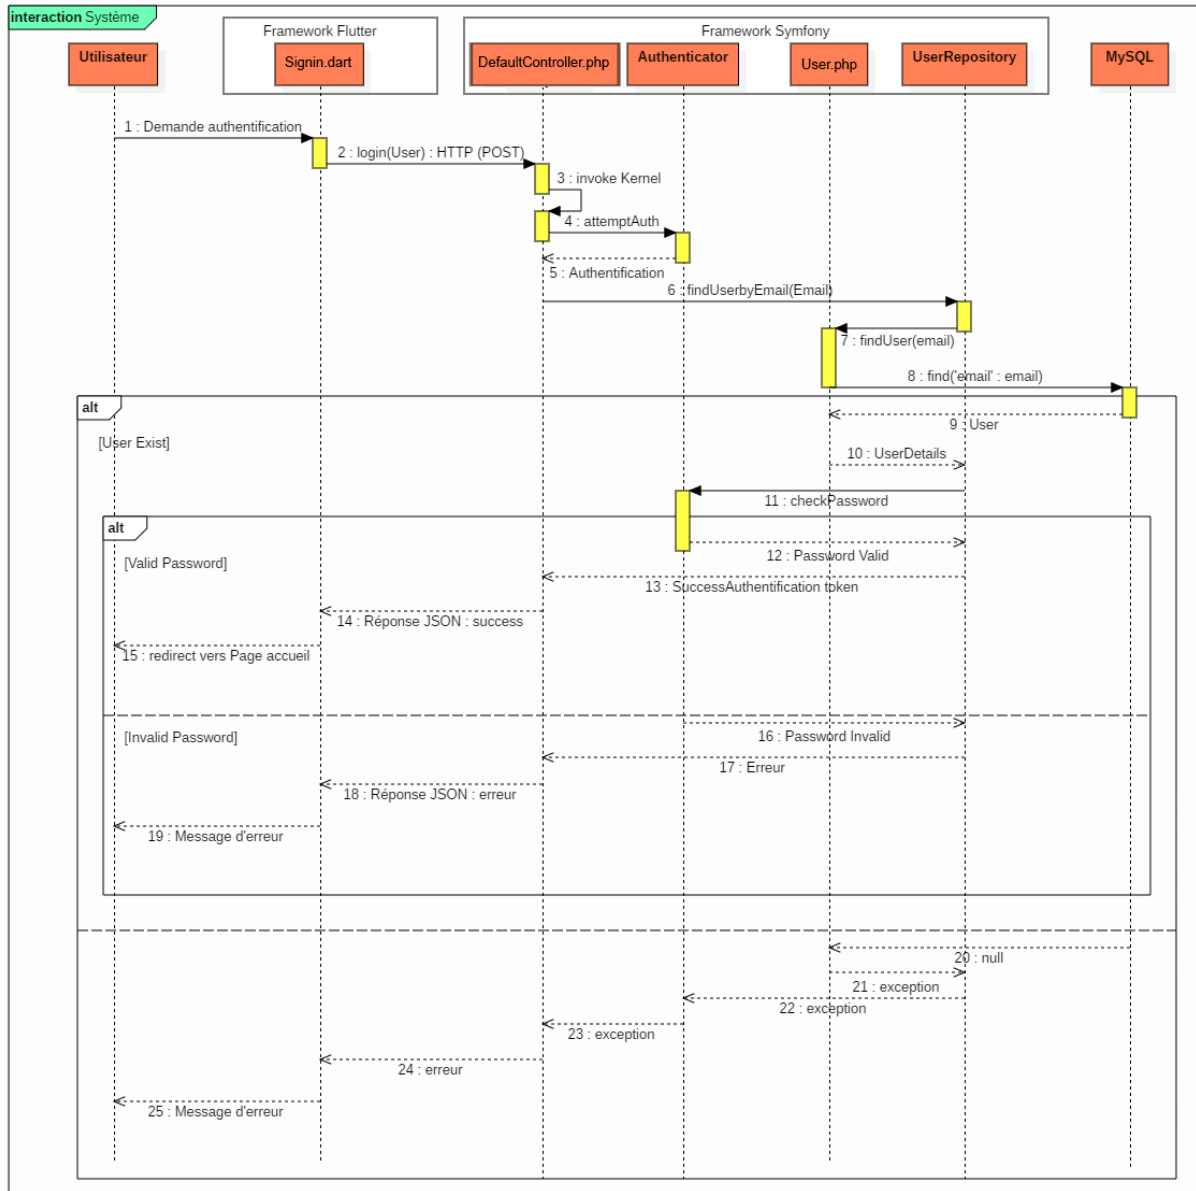 interaction Système
Framework Flutter
Framework Symfony
Utilisateur
Signin.dart
DefaultController.php
Authenticator
User.php
UserRepository
MySQL
1 : Demande authentification
2 : login(User) : HTTP (POST)
3 : invoke Kernel
4 : attemptAuth
5 : Authentification
6 : findUserbyEmail(Email)
7 : findUser(email)
8 : find('email' : email)
alt
9 : User
[User Exist]
10 : UserDetails
11 : checkPassword
alt
12 : Password Valid
[Valid Password]
13 : SuccessAuthentification token
14 : Réponse JSON : success
15 : redirect vers Page accueil
[Invalid Password]
16 : Password Invalid
17 : Erreur
18 : Réponse JSON : erreur
19 : Message d'erreur
20 : null
21 : exception
22 : exception
23 : exception
24 : erreur
25 : Message d'erreur